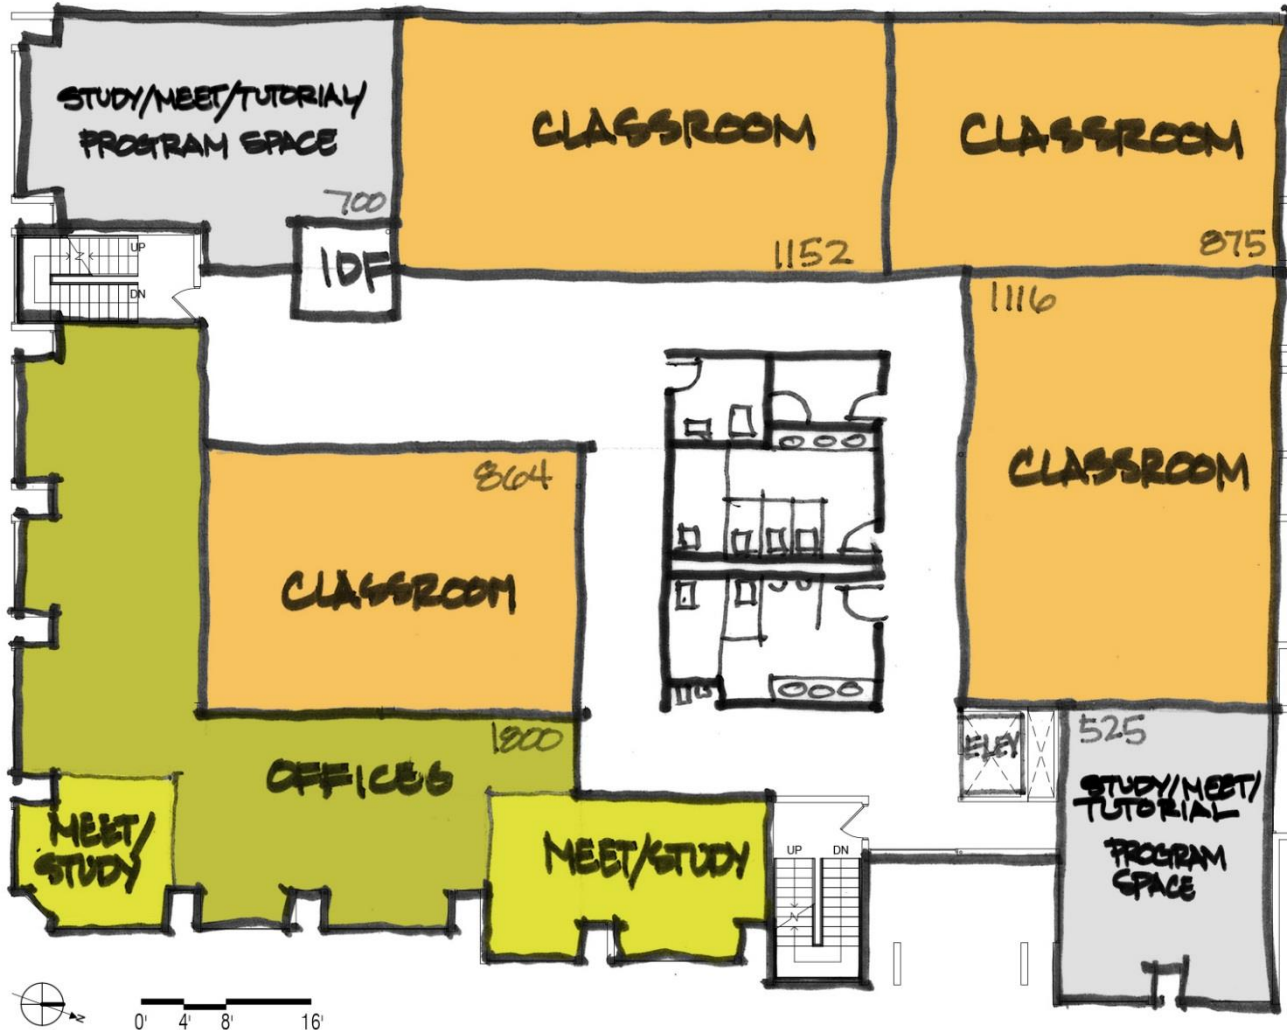 STUDY/MEET/TUTORIAL/
PROGRAM SPACE
700
CLASSROOM
1152
CLASSROOM
875
UP
DN
IDF
1116
CLASSROOM
864
CLASSROOM
1800
OFFICES
MEET/
STUDY
MEET/STUDY
UP
DN
ELEV
525
STUDY/MEET/
TUTORIAL
PROGRAM
SPACE
N
0' 4' 8' 16'